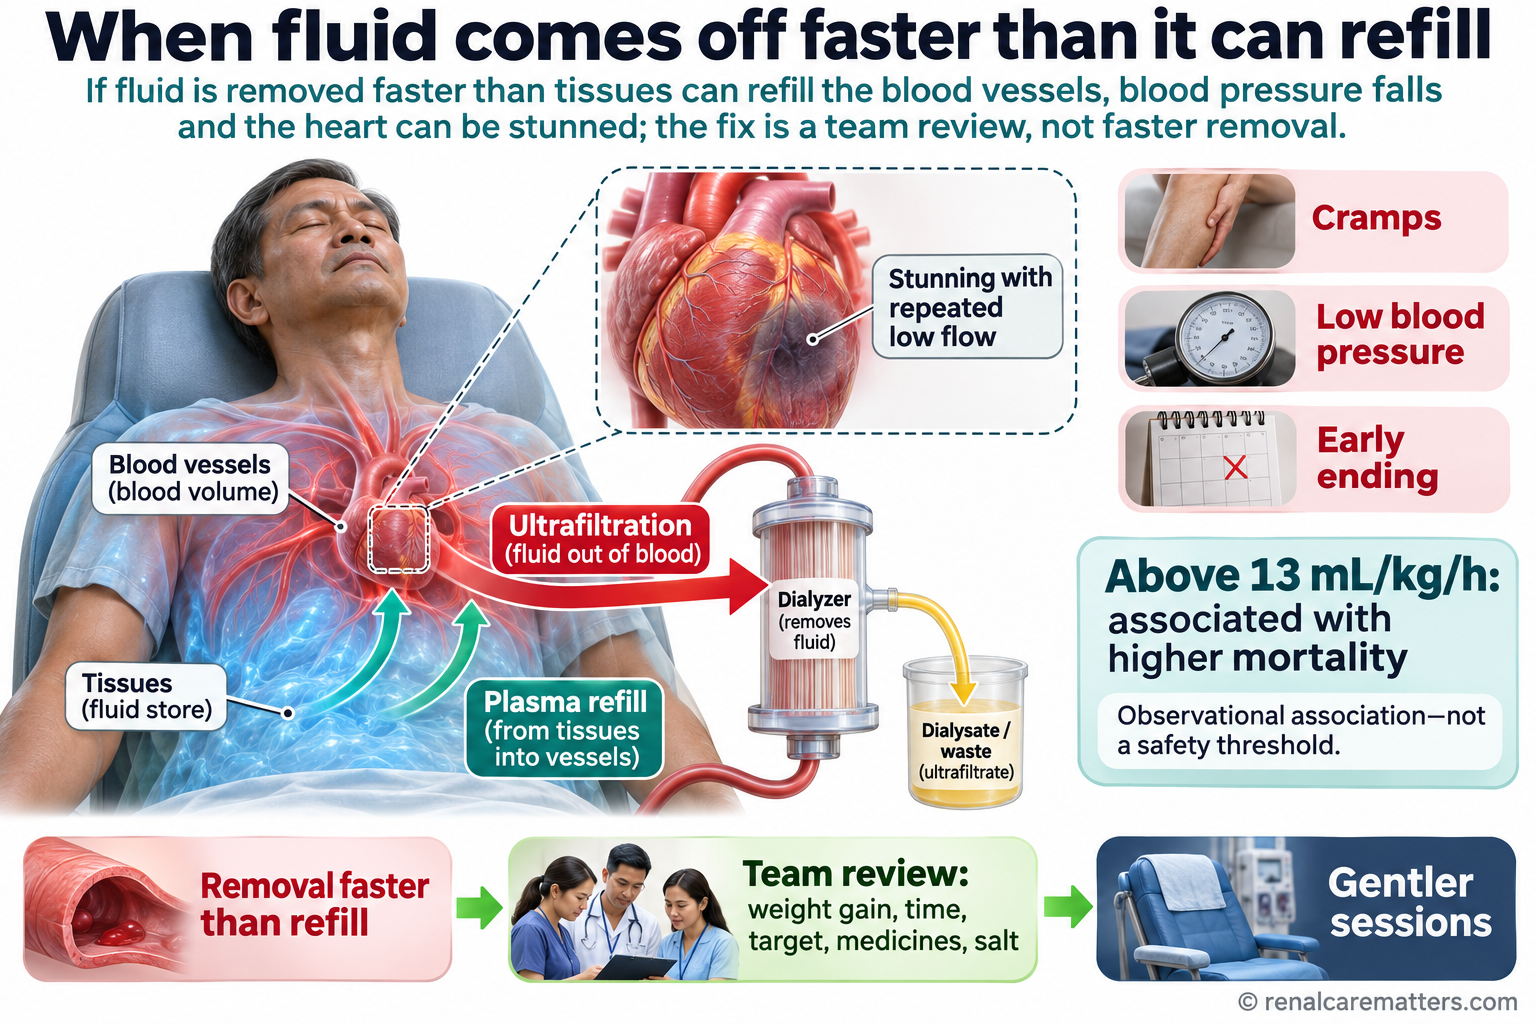 When fluid comes off faster than it can refill
If fluid is removed faster than tissues can refill the blood vessels, blood pressure falls
and the heart can be stunned; the fix is a team review, not faster removal.
Stunning with
repeated
low flow
Cramps
Low blood
pressure
Early
ending
Blood vessels
(blood volume)
Ultrafiltration
(fluid out of blood)
Dialyzer
(removes
fluid)
Tissues
(fluid store)
Plasma refill
(from tissues
into vessels)
Dialysate /
waste
(ultrafiltrate)
Above 13 mL/kg/h:
associated with
higher mortality
Observational association—not
a safety threshold.
Removal faster
than refill
Team review:
weight gain, time,
target, medicines, salt
Gentler
sessions
© renalcarematters.com